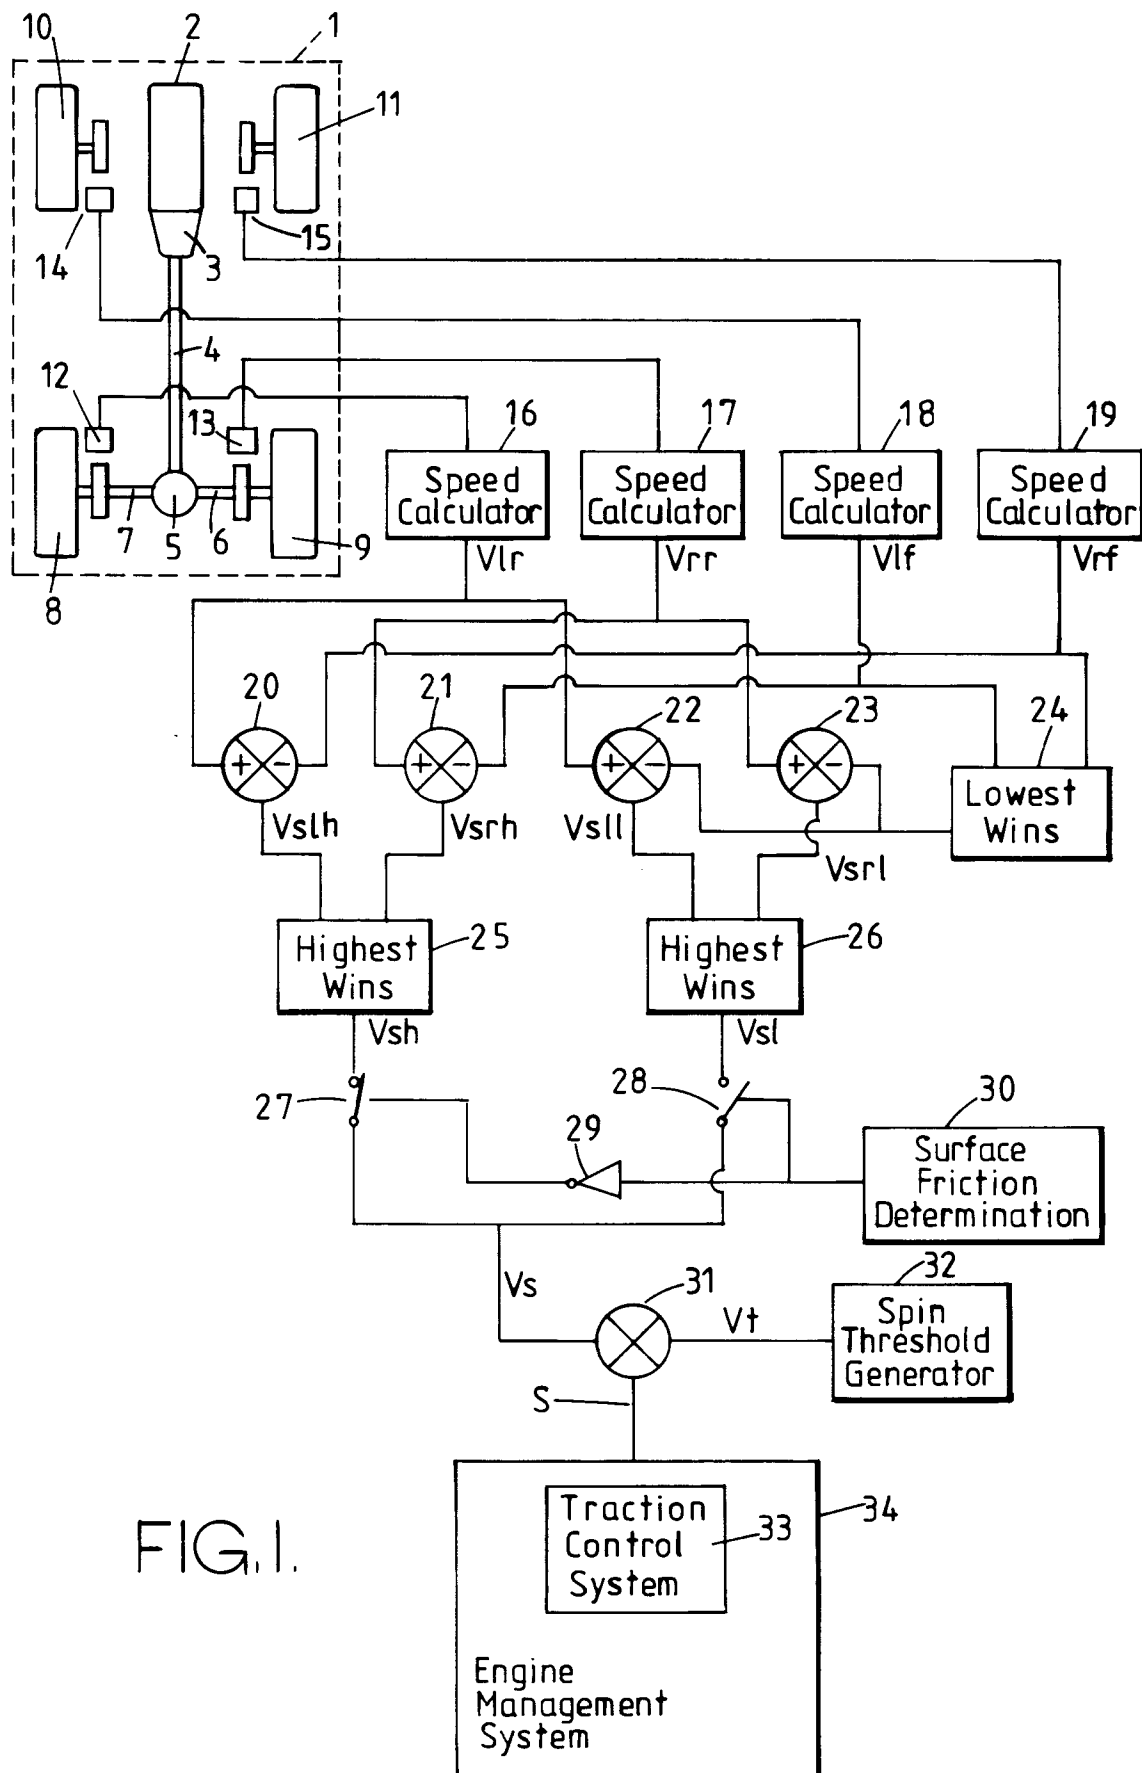 10
2
1
11
14
3
15
4
12
13
16
17
18
19
Speed
Calculator
Speed
Calculator
Speed
Calculator
Speed
Calculator
7
5
6
9
8
Vlr
Vrr
Vlf
Vrf
20
21
22
23
24
+ -
+ -
+ -
+ -
Lowest
Wins
Vslh
Vsrh
Vsll
Vsrl
Highest
Wins
25
Highest
Wins
26
Vsh
Vsl
27
28
29
30
Surface
Friction
Determination
Vs
31
Vt
32
Spin
Threshold
Generator
S
Traction
Control
System
33
34
Engine
Management
System
FIG.1.